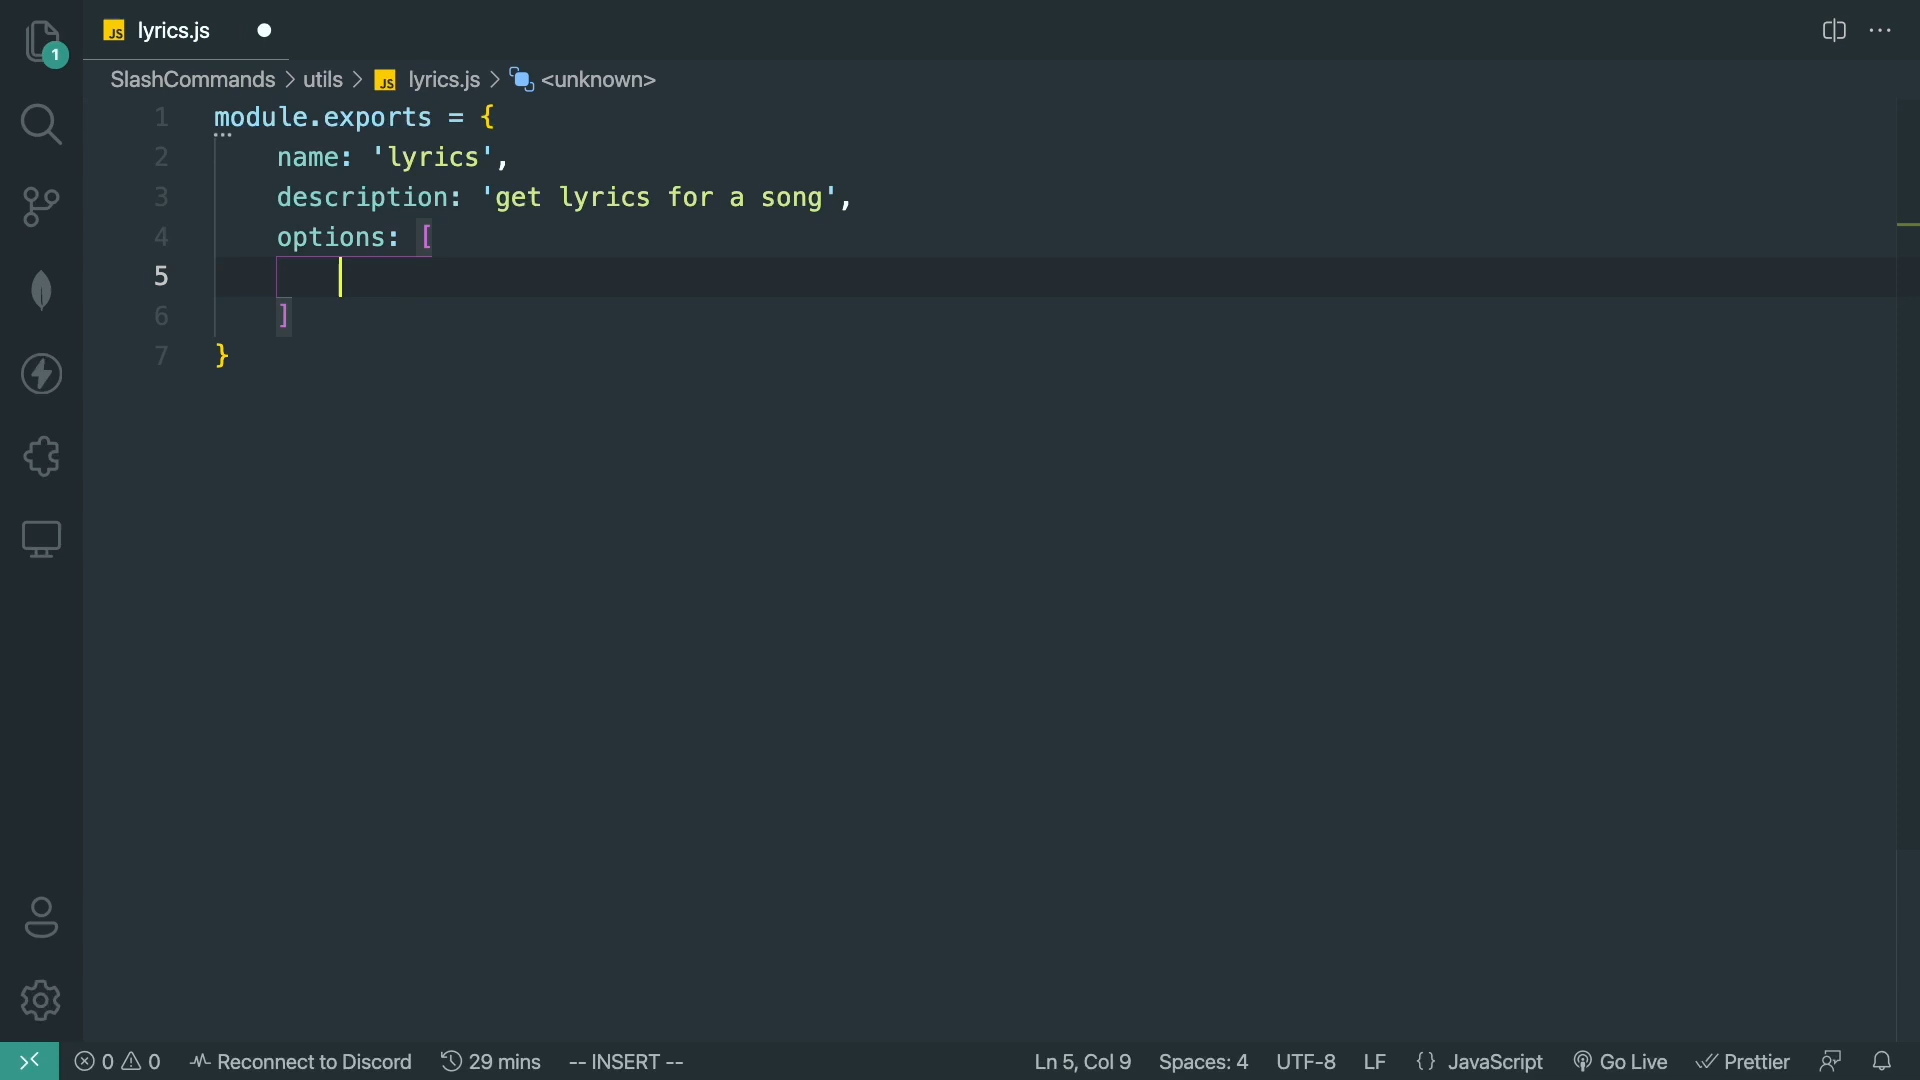 JS lyrics.js
1
SlashCommands > utils > JS lyrics.js > <unknown>
1 module.exports = {
2 name: 'lyrics',
3 description: 'get lyrics for a song',
4 options: [
5
6 ]
7 }
0 0 Reconnect to Discord 29 mins -- INSERT -- Ln 5, Col 9 Spaces: 4 UTF-8 LF {} JavaScript Go Live Prettier